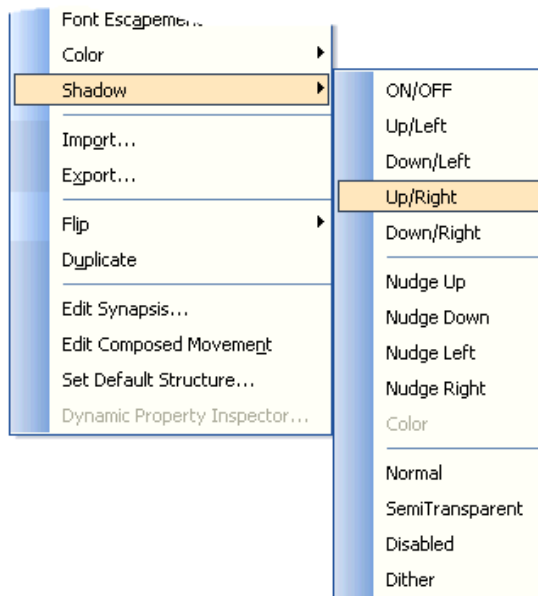 Font Escapement...
Color
Shadow
Import...
Export...
Flip
Duplicate
Edit Synapsis...
Edit Composed Movement
Set Default Structure...
Dynamic Property Inspector...
ON/OFF
Up/Left
Down/Left
Up/Right
Down/Right
Nudge Up
Nudge Down
Nudge Left
Nudge Right
Color
Normal
SemiTransparent
Disabled
Dither